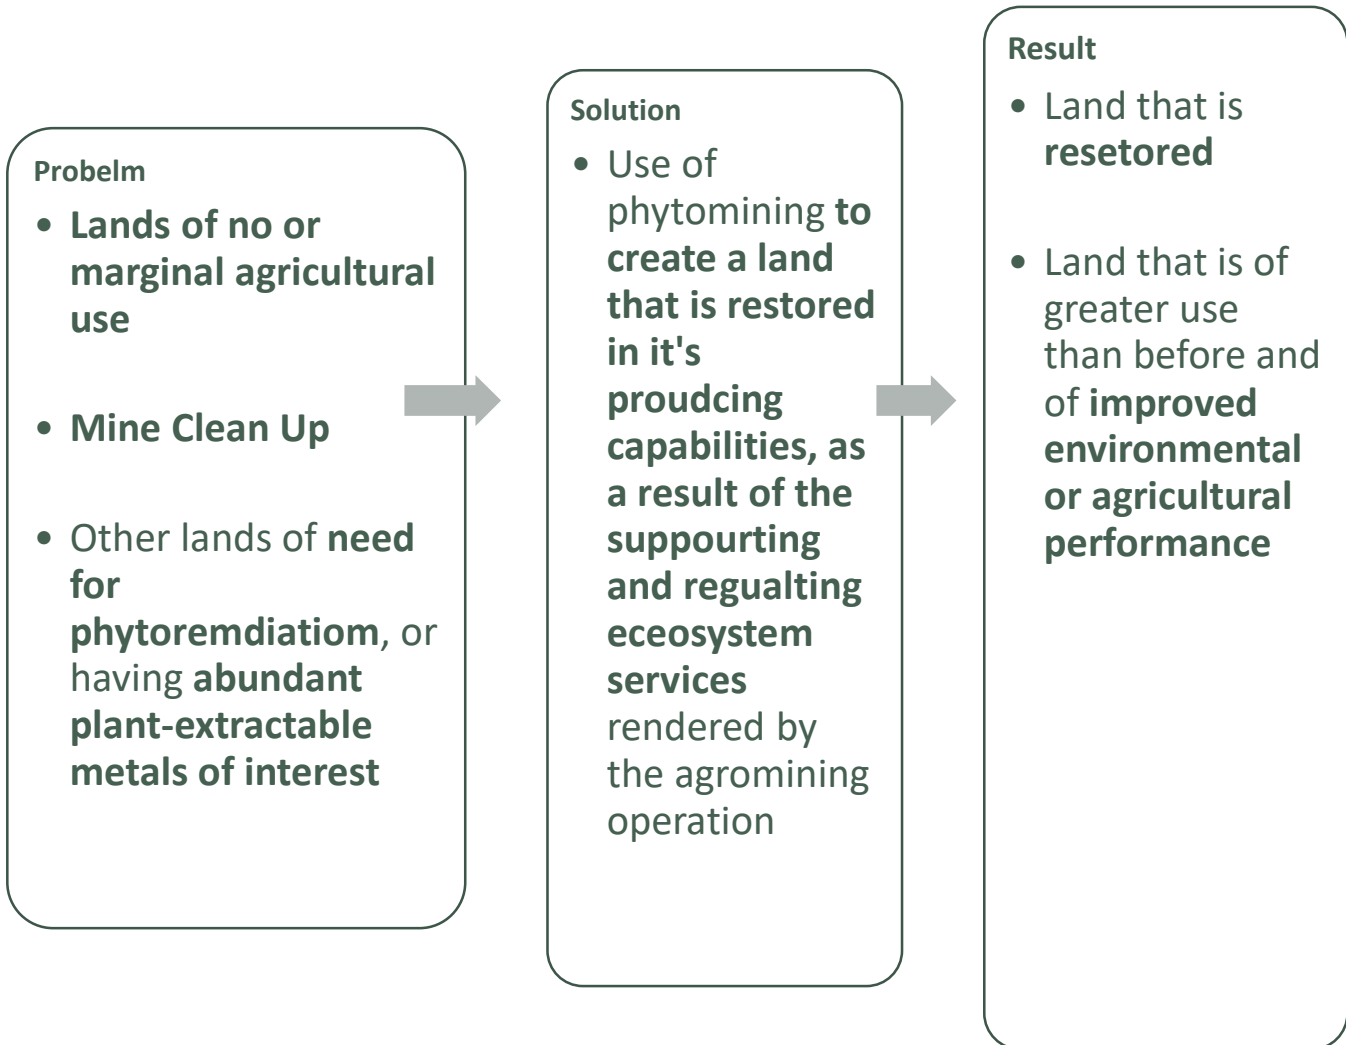 Probelm
• Lands of no or
marginal agricultural
use
• Mine Clean Up
• Other lands of need
for
phytoremdiatiom, or
having abundant
plant-extractable
metals of interest
Solution
• Use of
phytomining to
create a land
that is restored
in it's
proudcing
capabilities, as
a result of the
suppourting
and regualting
eceosystem
services
rendered by
the agromining
operation
Result
• Land that is
resetored
• Land that is of
greater use
than before and
of improved
environmental
or agricultural
performance